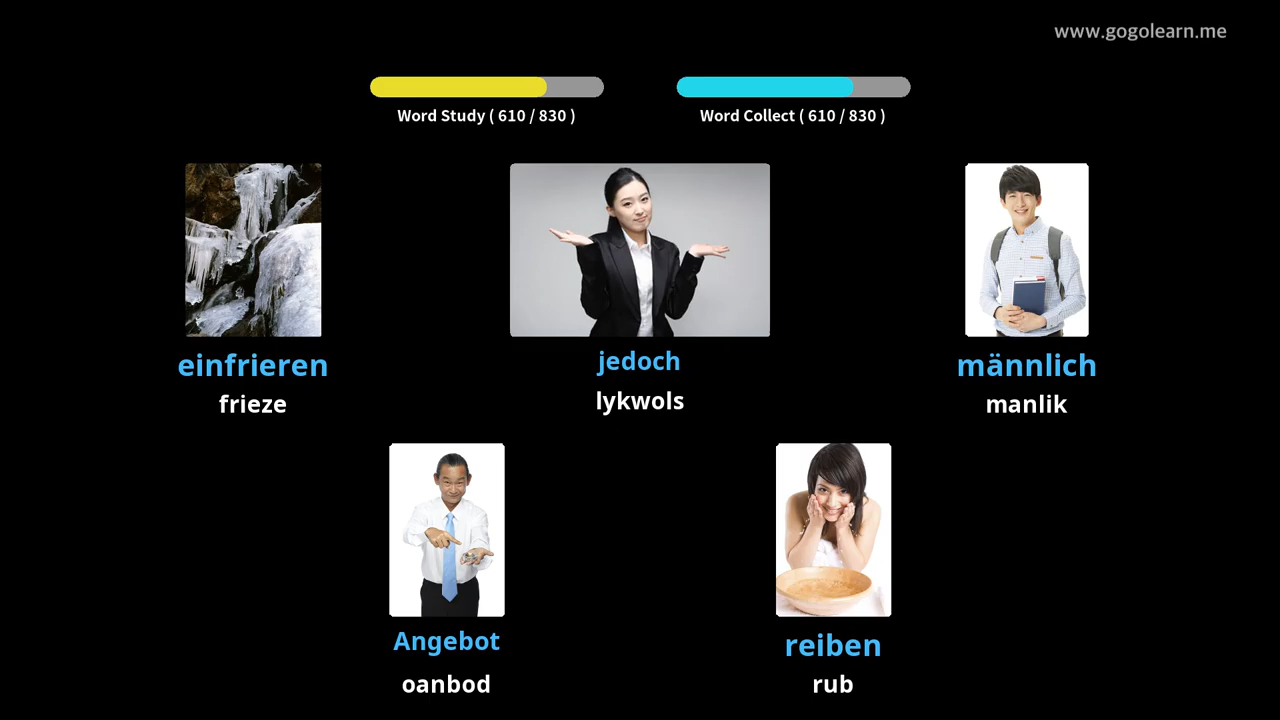 www.gogolearn.me
Word Study ( 610 / 830 )
Word Collect ( 610 / 830 )
einfrieren
frieze
jedoch
lykwols
männlich
manlik
Angebot
oanbod
reiben
rub